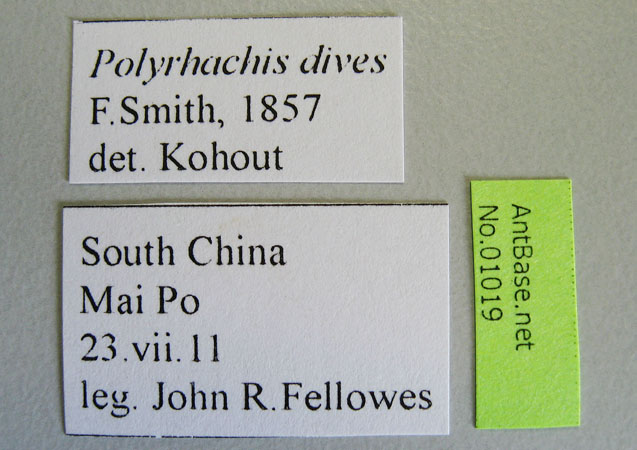 Polyrhachis dives
F.Smith, 1857
det. Kohout
South China
Mai Po
23.vii.11
leg. John R.Fellowes
AntBase.net
No.01019